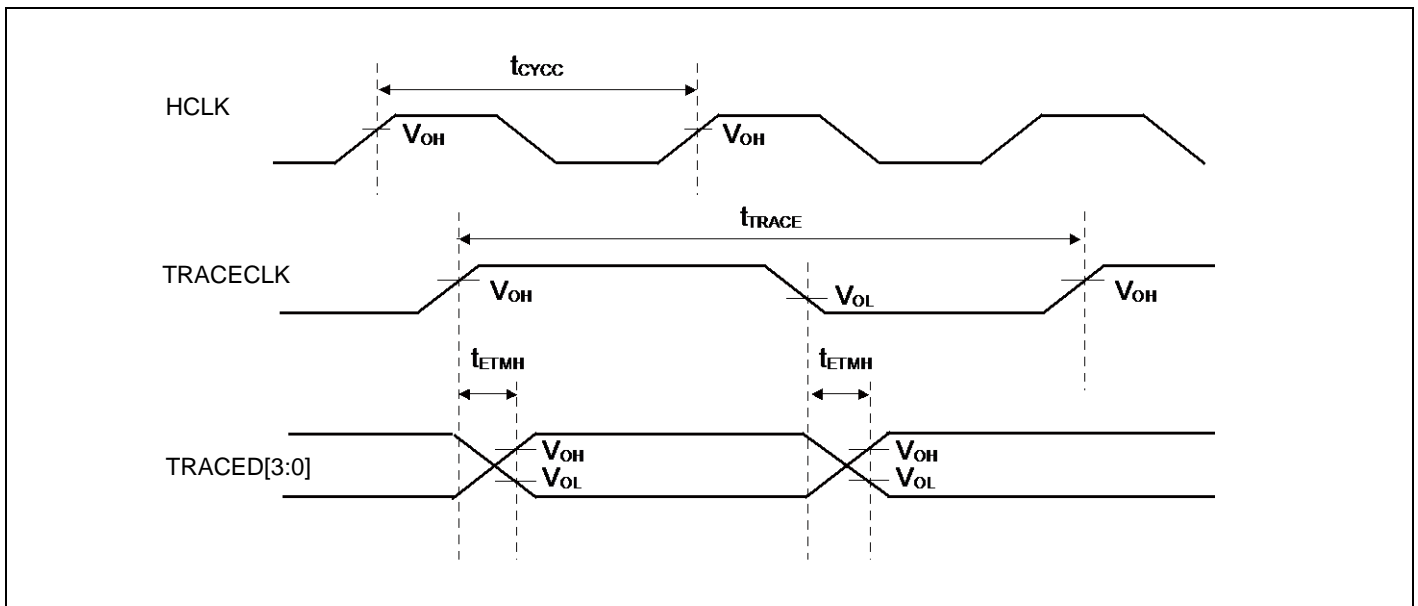 tCYCC
HCLK
VOH VOH
tTRACE
TRACECLK
VOH VOL VOH
tETMH tETMH
TRACED[3:0]
VOH VOH
VOL VOL